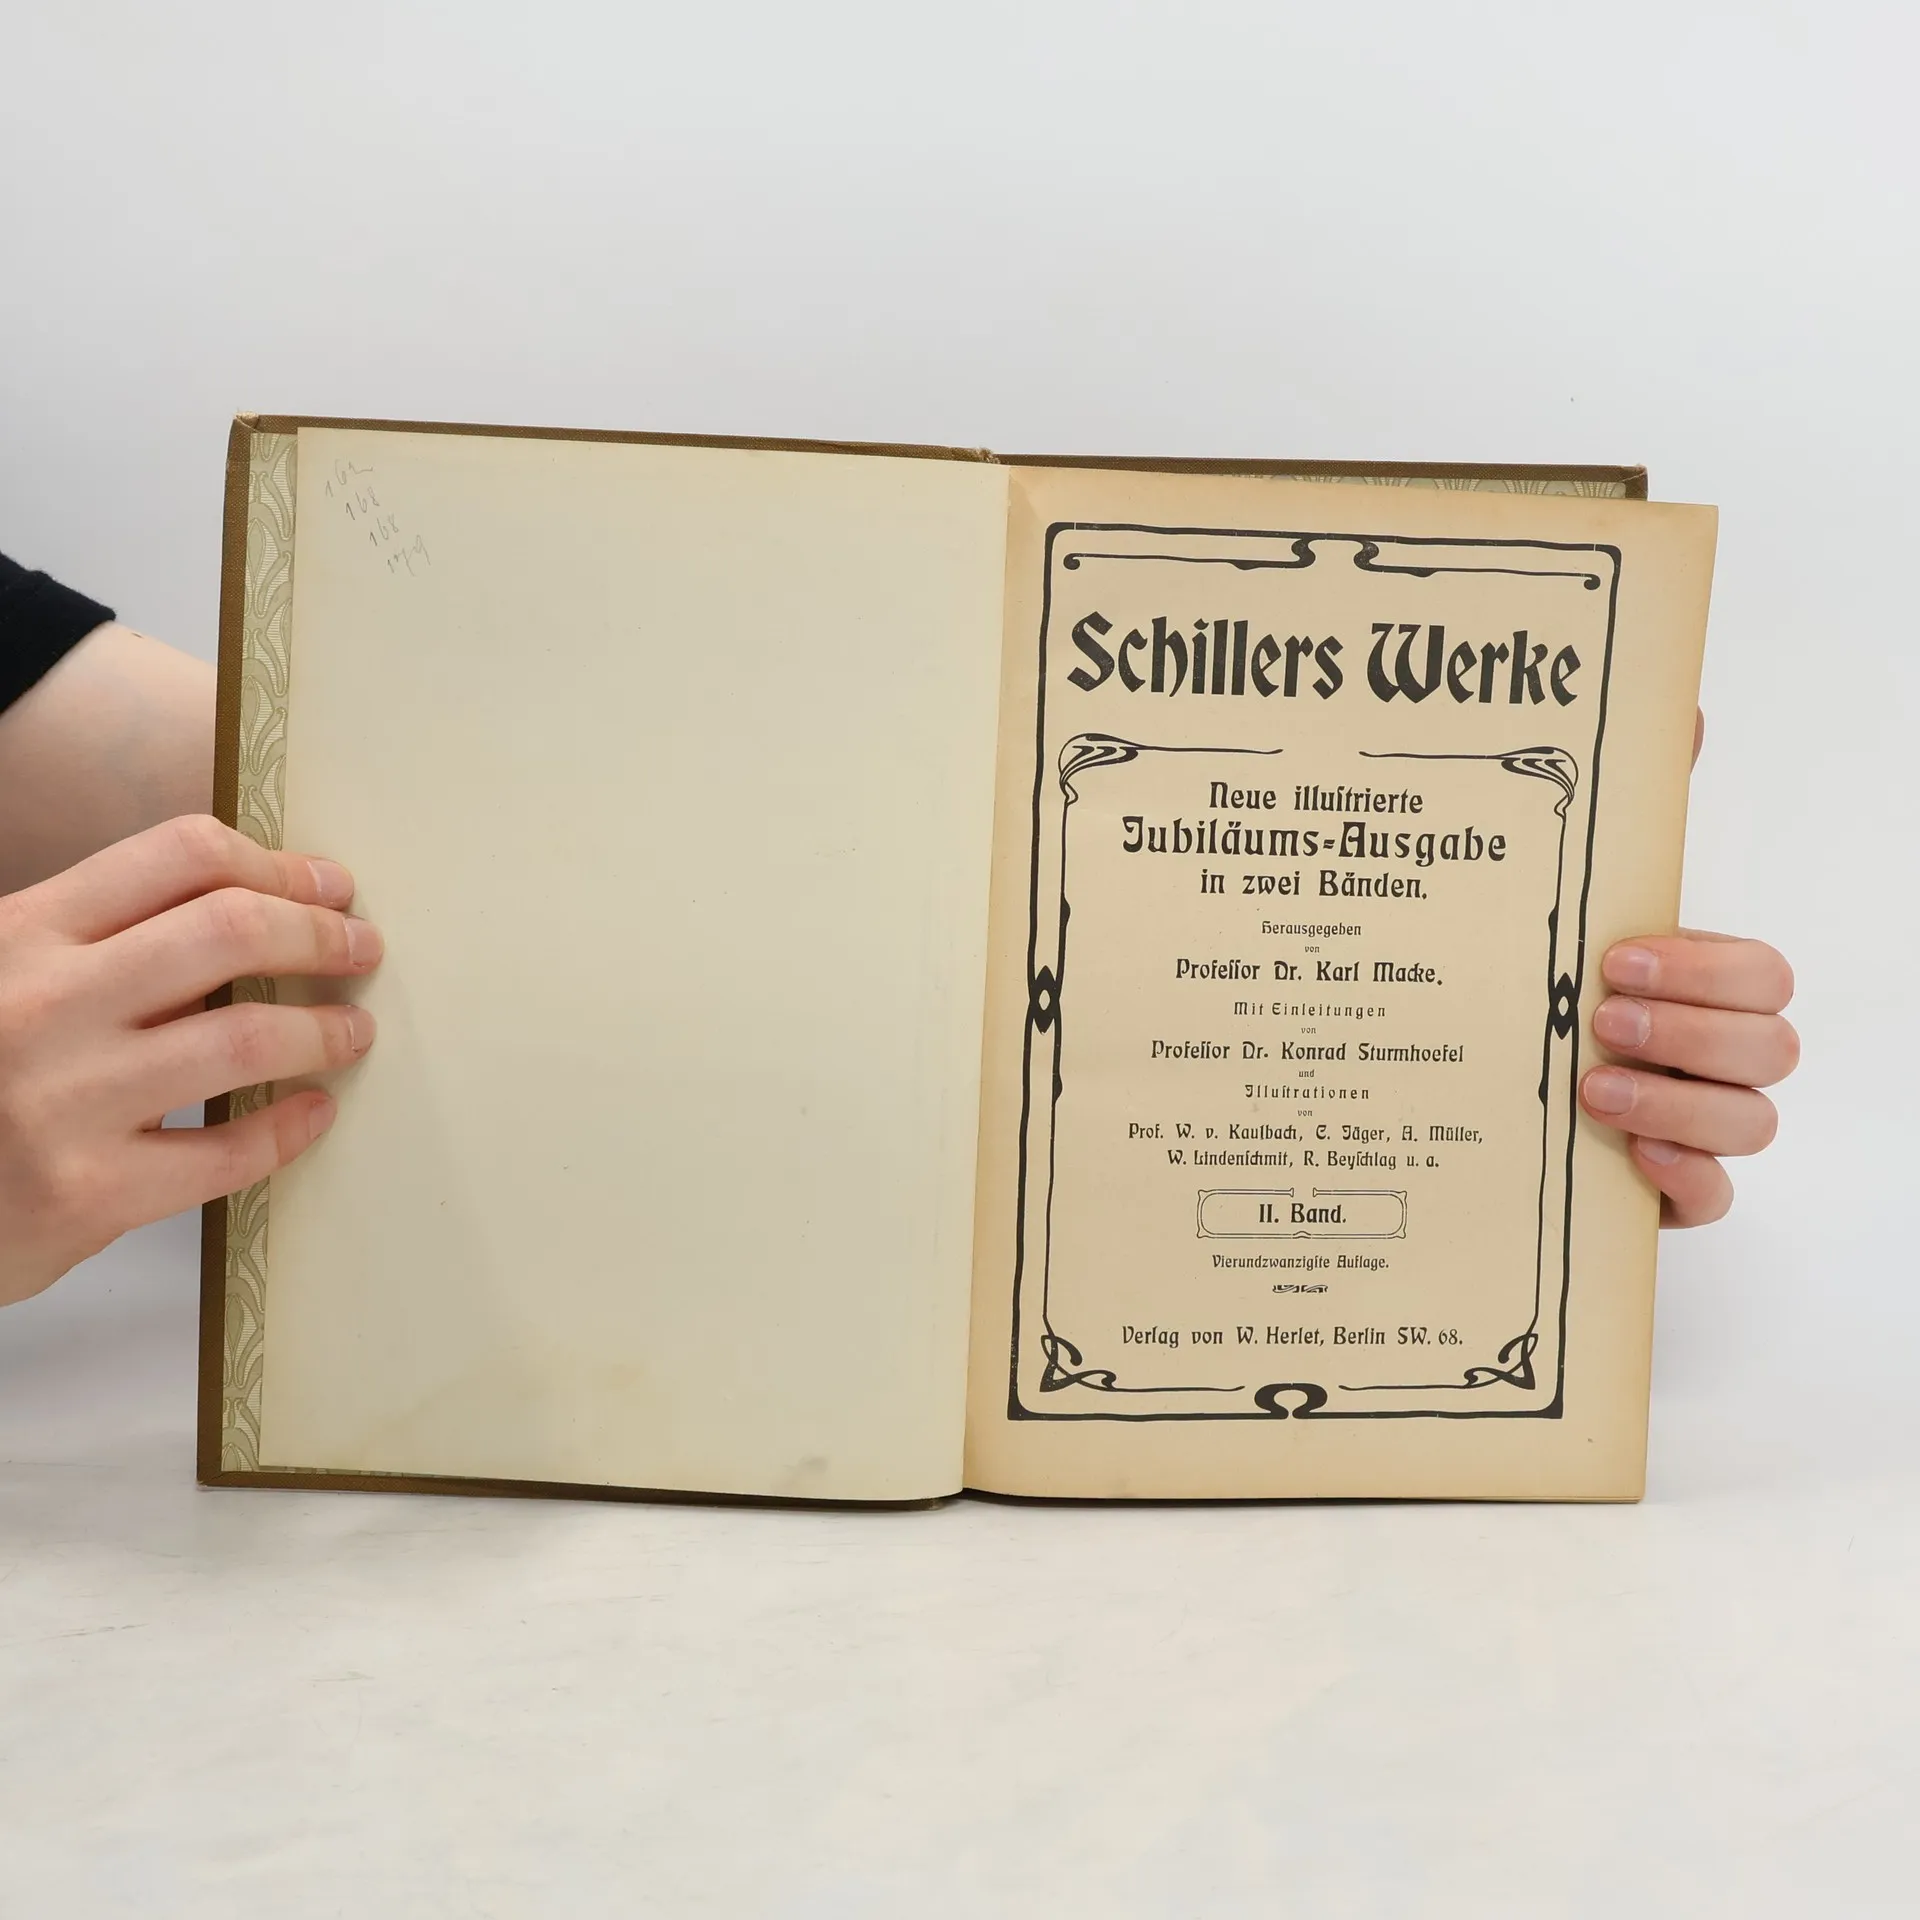 168
168
Schillers Werke
Neue illuſtrierte
Jubiläums=Ausgabe
in zwei Bänden.
Herausgegeben
von
Profeſſor Dr. Karl Macke.
Mit Einleitungen
von
Profeſſor Dr. Konrad Sturmhoefel
und
Illuſtrationen
von
Prof. W. v. Kaulbach, C. Jäger, A. Müller,
W. Lindenſchmit, R. Beyſchlag u. a.
II. Band.
Vierundzwanzigſte Auflage.
Verlag von W. Herlet, Berlin SW. 68.